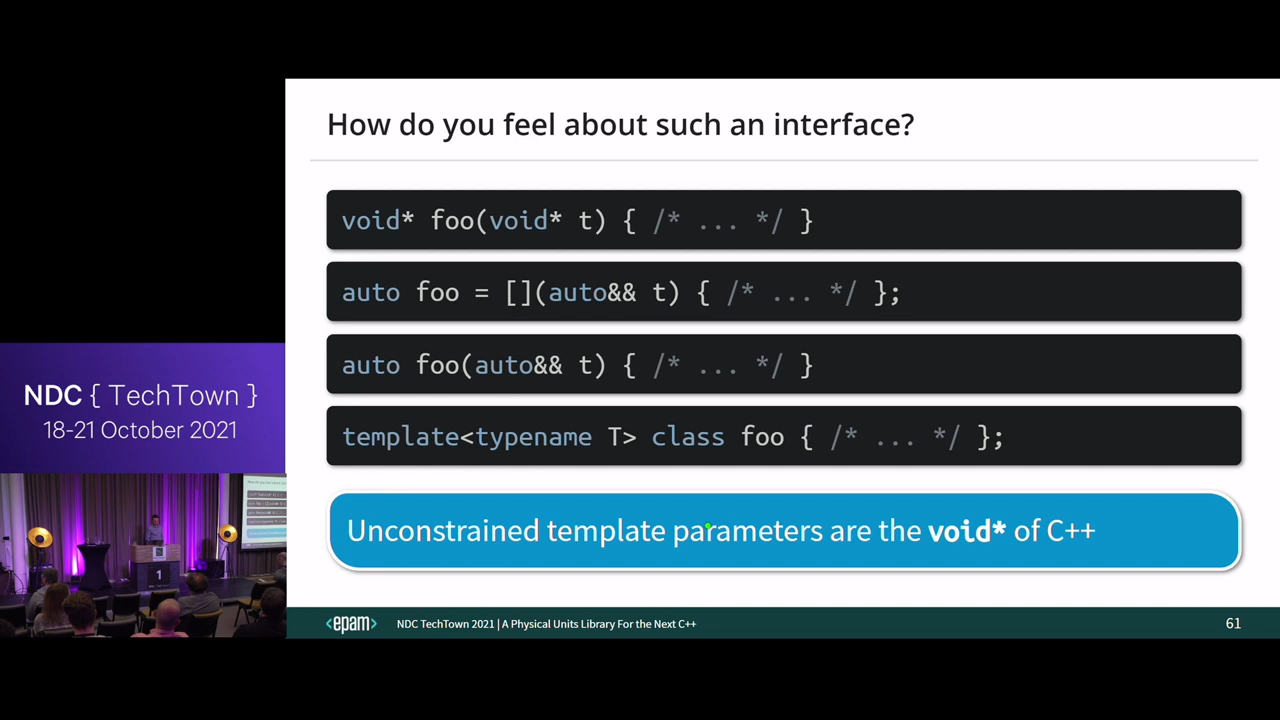 How do you feel about such an interface?
void* foo(void* t) { /* ... */ }
auto foo = [](auto&& t) { /* ... */ };
auto foo(auto&& t) { /* ... */ }
template<typename T> class foo { /* ... */ };
Unconstrained template parameters are the void* of C++
NDC { TechTown }
18-21 October 2021
1
<epam>
NDC TechTown 2021 | A Physical Units Library For the Next C++
61